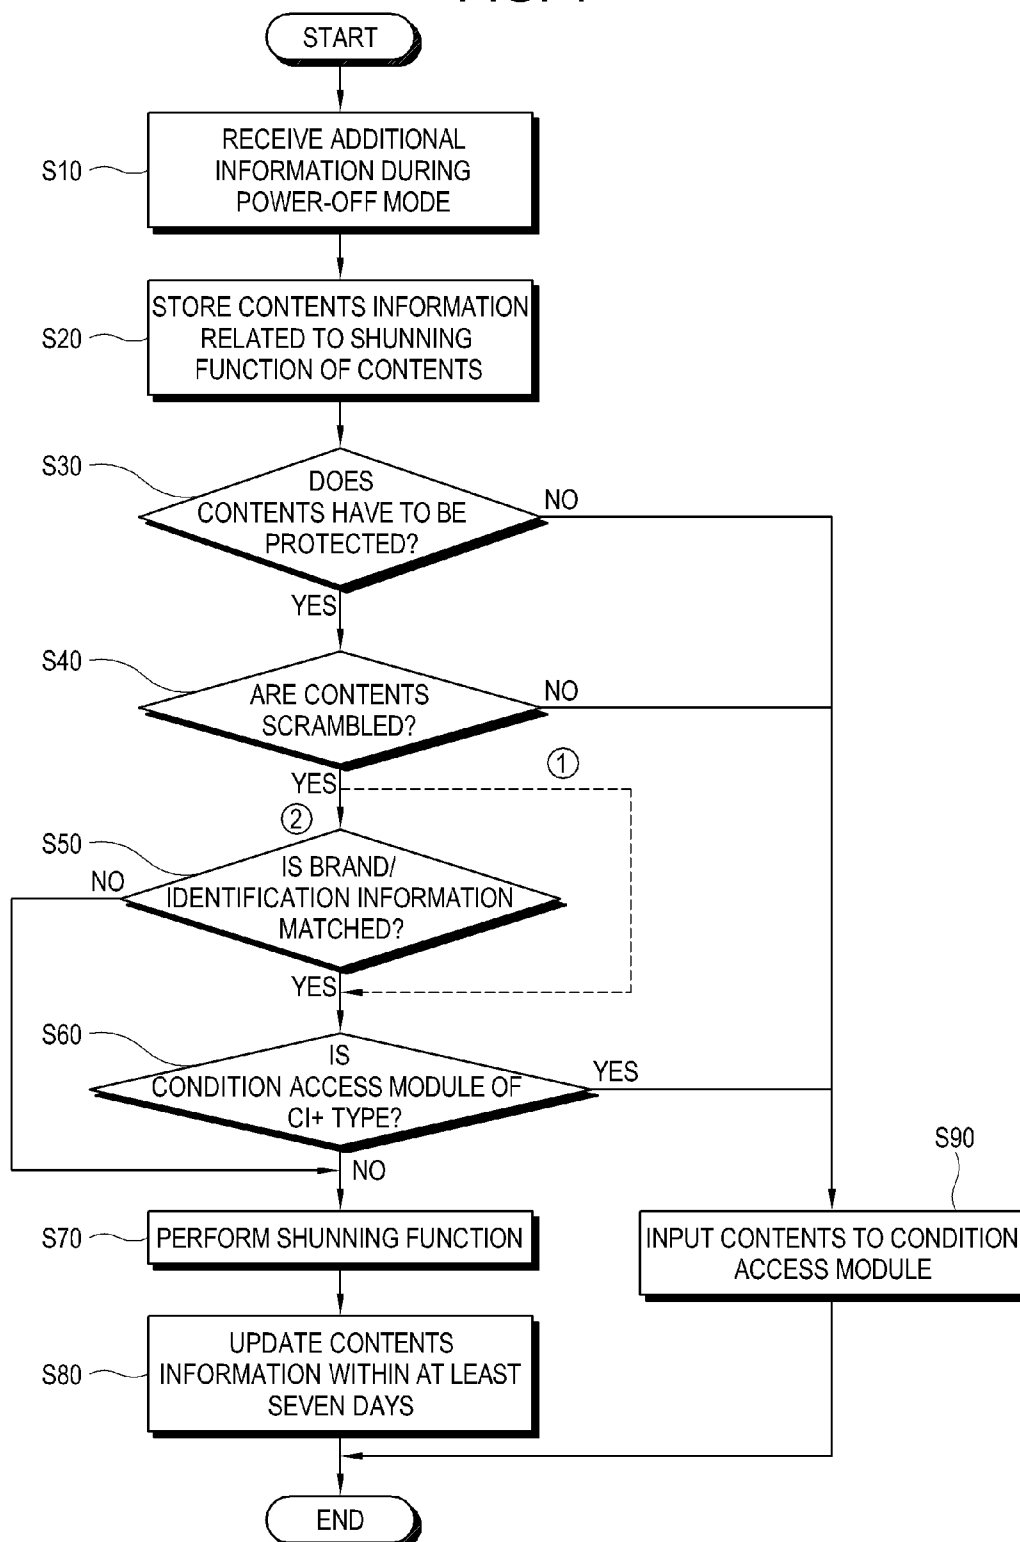 START
S10
RECEIVE ADDITIONAL
INFORMATION DURING
POWER-OFF MODE
S20
STORE CONTENTS INFORMATION
RELATED TO SHUNNING
FUNCTION OF CONTENTS
S30
DOES
CONTENTS HAVE TO BE
PROTECTED?
NO
YES
S40
ARE CONTENTS
SCRAMBLED?
NO
YES
①
②
S50
IS BRAND/
IDENTIFICATION INFORMATION
MATCHED?
NO
YES
S60
IS
CONDITION ACCESS MODULE OF
CI+ TYPE?
YES
NO
S70
PERFORM SHUNNING FUNCTION
S90
INPUT CONTENTS TO CONDITION
ACCESS MODULE
S80
UPDATE CONTENTS
INFORMATION WITHIN AT LEAST
SEVEN DAYS
END